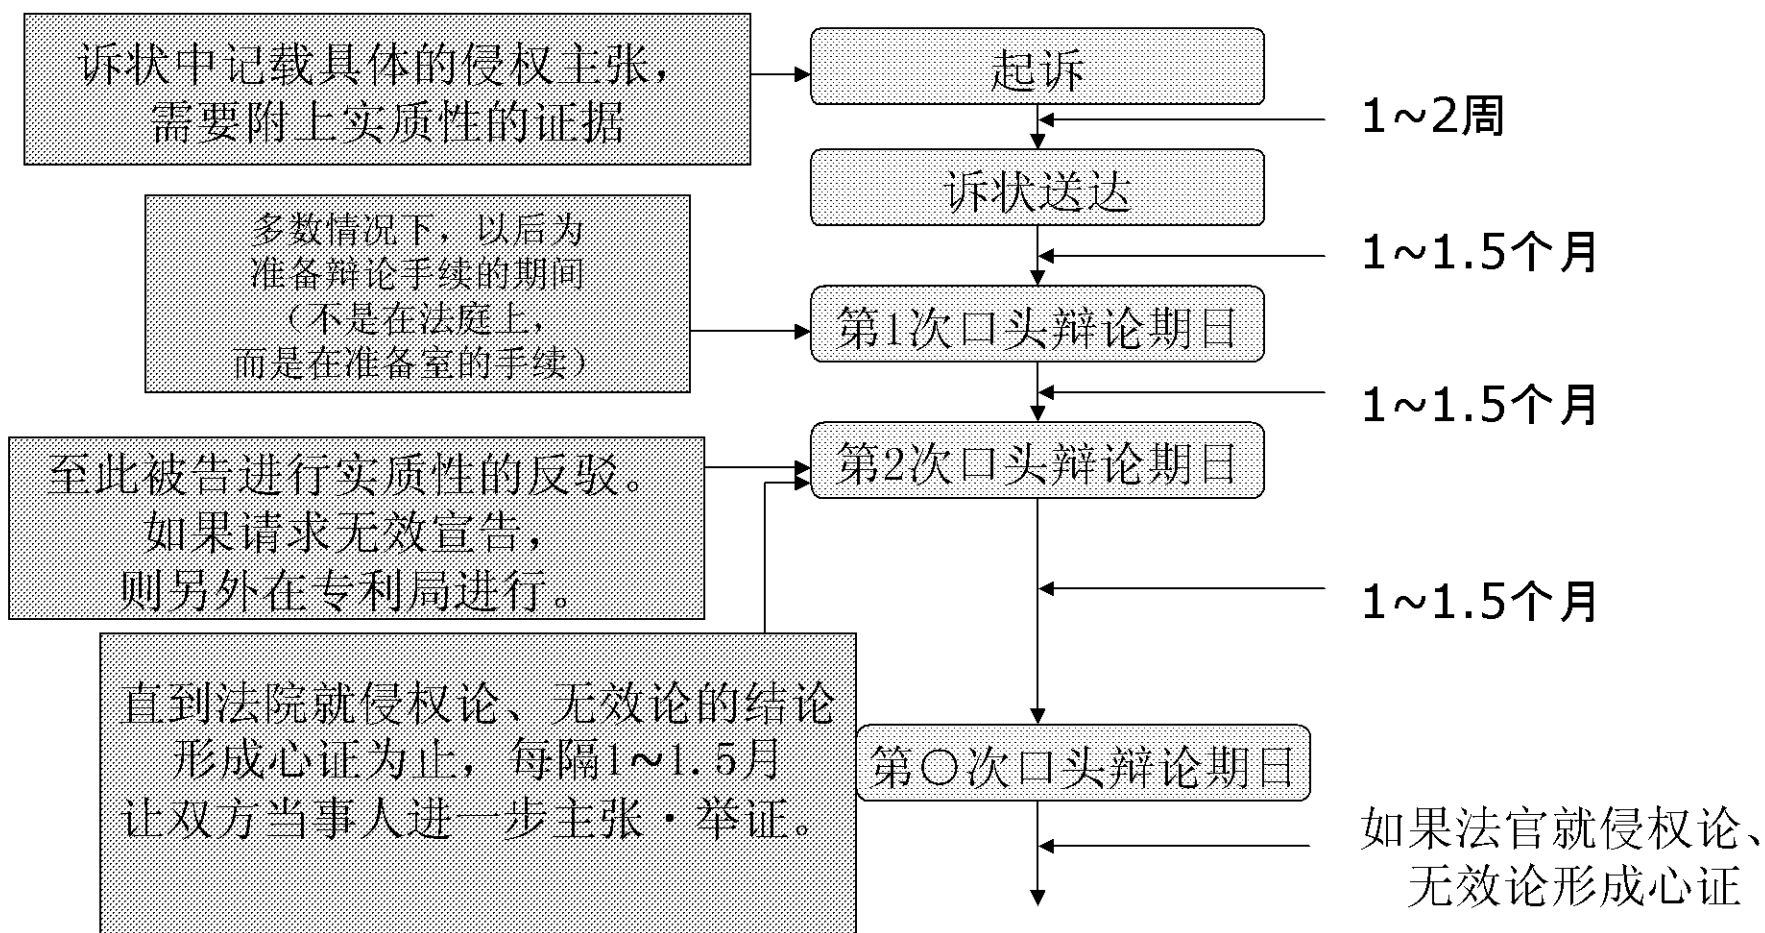 诉状中记载具体的侵权主张，
需要附上实质性的证据
起诉
1~2周
诉状送达
多数情况下，以后为
准备辩论手续的期间
（不是在法庭上，
而是在准备室的手续）
1~1.5个月
第1次口头辩论期日
1~1.5个月
第2次口头辩论期日
至此被告进行实质性的反驳。
如果请求无效宣告，
则另外在专利局进行。
1~1.5个月
直到法院就侵权论、无效论的结论
形成心证为止，每隔1~1.5月
让双方当事人进一步主张·举证。
第○次口头辩论期日
如果法官就侵权论、
无效论形成心证